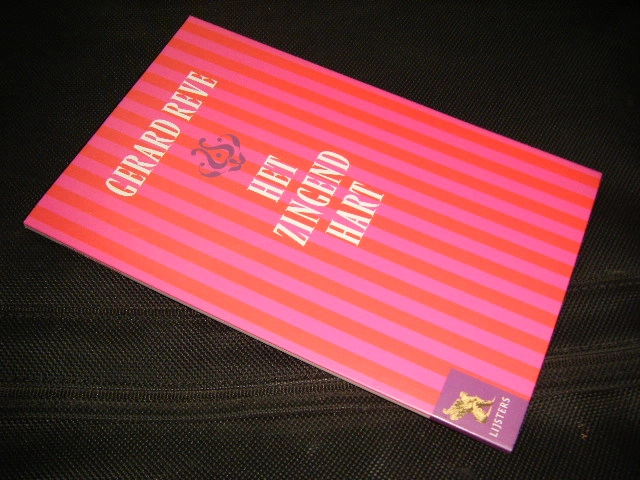 GERARD REVE
HET
ZINGEND
HART
LIJSTERS